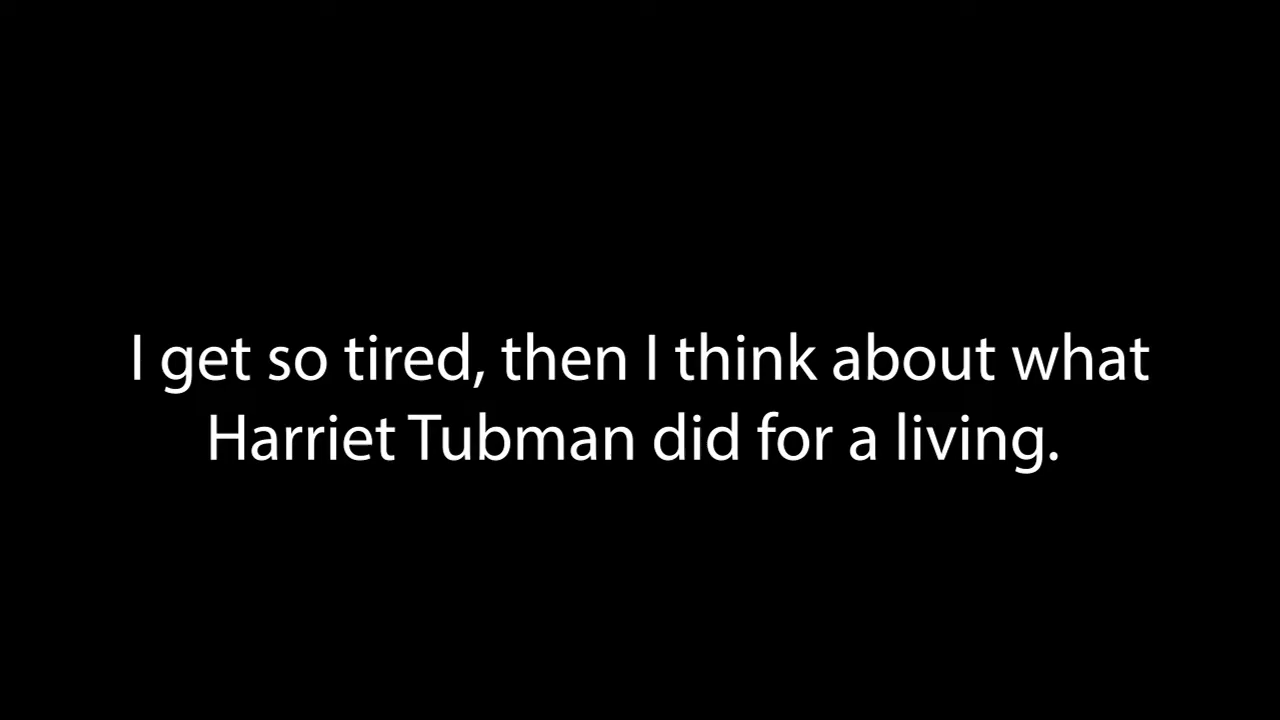 I get so tired, then I think about what
Harriet Tubman did for a living.